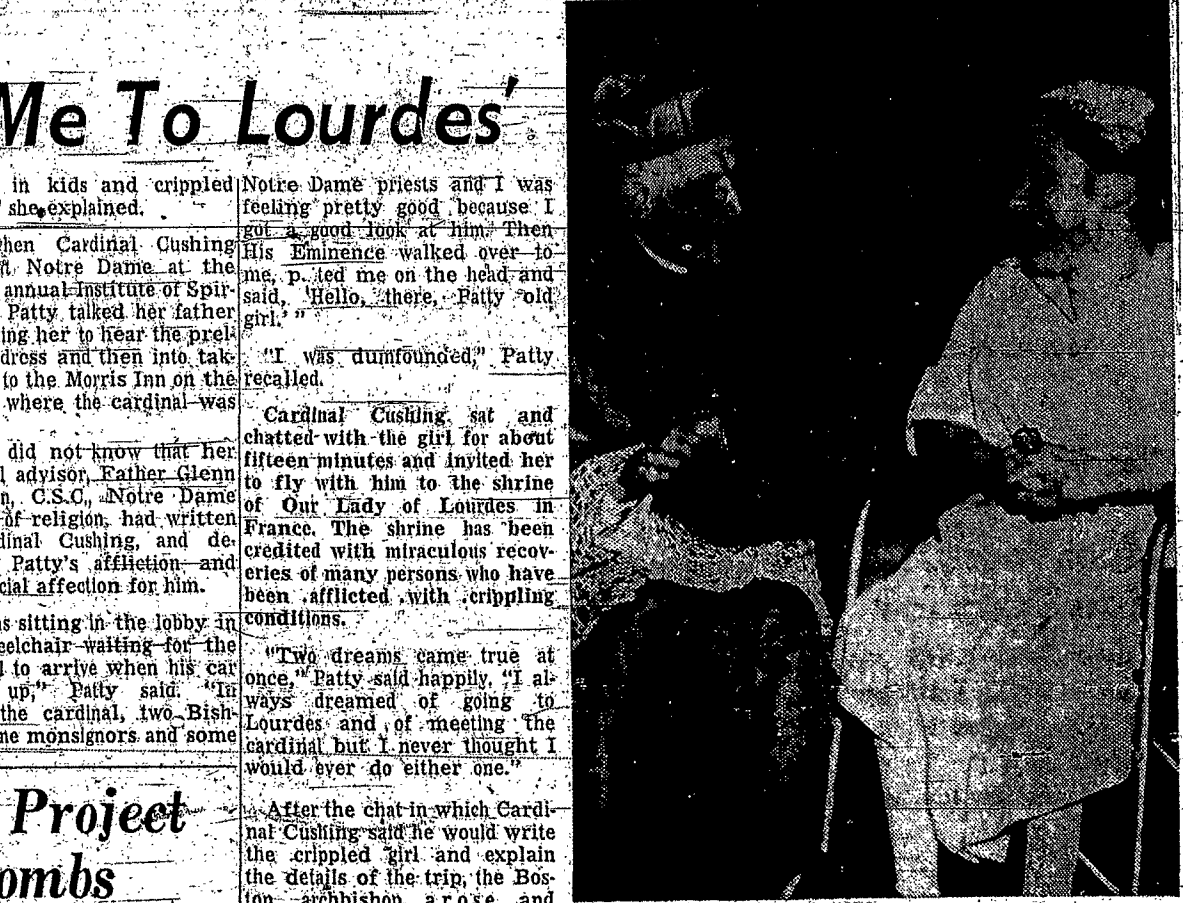 Me To Lourdes'
in kids and crippled
she explained.
when Cardinal Cushing
Notre Dame at the
annual Institute of Spir-
Patty talked her father
ing her to hear the prel-
dress and then into tak-
to the Morris Inn on the
where the cardinal was
did not know that her
l advisor, Father Glenn
n, C.S.C., Notre Dame
of religion, had written
dinal Cushing, and de-
Patty's affliction and
cial affection for him.
s sitting in the lobby in
eelchair waiting for the
l to arrive when his car
up," Patty said. "In
the cardinal, two Bish-
me monsignors and some
Project
ombs
Notre Dame priests and I was
feeling pretty good because I
got a good look at him. Then
His Eminence walked over to
me, p. ted me on the head and
said, 'Hello, there, Patty old
girl.' "
"I was dumfounded," Patty
recalled.
Cardinal Cushing sat and
chatted with the girl for about
fifteen minutes and invited her
to fly with him to the shrine
of Our Lady of Lourdes in
France. The shrine has been
credited with miraculous recov-
eries of many persons who have
been afflicted with crippling
conditions.
"Two dreams came true at
once," Patty said happily, "I al-
ways dreamed of going to
Lourdes and of meeting the
cardinal but I never thought I
would ever do either one."
After the chat in which Cardi-
nal Cushing said he would write
the crippled girl and explain
the details of the trip, the Bos-
ton archbishop arose and